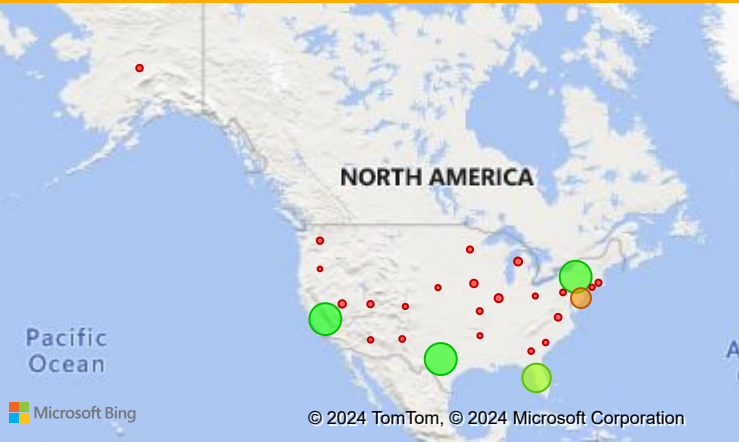 NORTH AMERICA
Pacific
Ocean
A
Microsoft Bing
© 2024 TomTom, © 2024 Microsoft Corporation